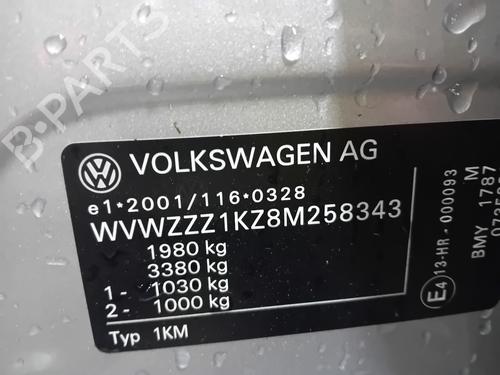 B-PARTS
VOLKSWAGEN AG
e1*2001/116*0328
WVWZZZ1KZ8M258343
1980 kg
3380 kg
1- 1030 kg
2- 1000 kg
Typ 1KM
E4 13-HR-000093
BMY 1787
M